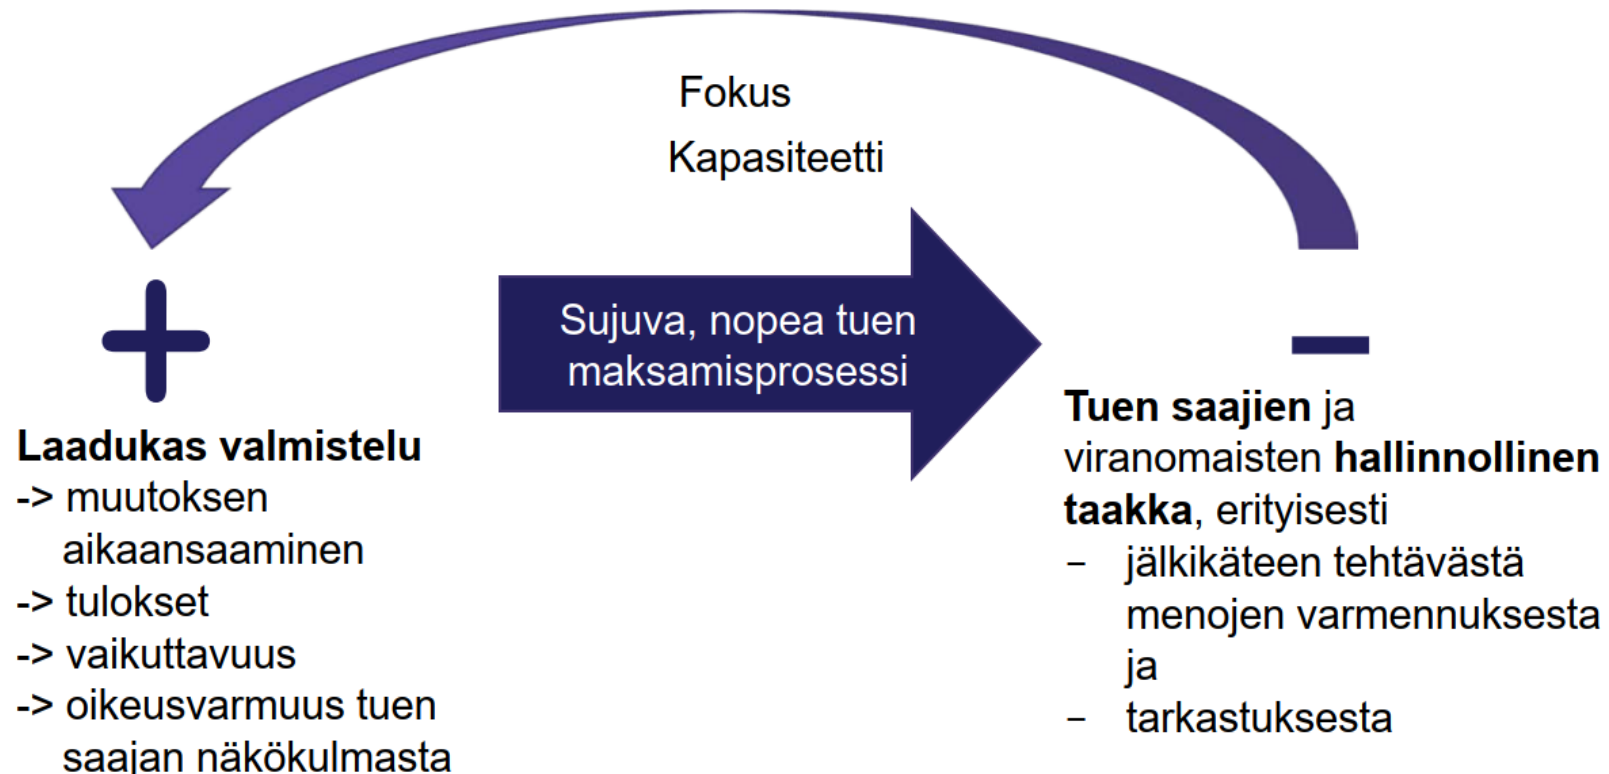 Fokus
Kapasiteetti
Sujuva, nopea tuen
maksamisprosessi
Laadukas valmistelu
-> muutoksen
aikaansaaminen
-> tulokset
-> vaikuttavuus
-> oikeusvarmuus tuen
saajan näkökulmasta
Tuen saajien ja
viranomaisten hallinnollinen
taakka, erityisesti
– jälkikäteen tehtävästä
menojen varmennuksesta
ja
– tarkastuksesta